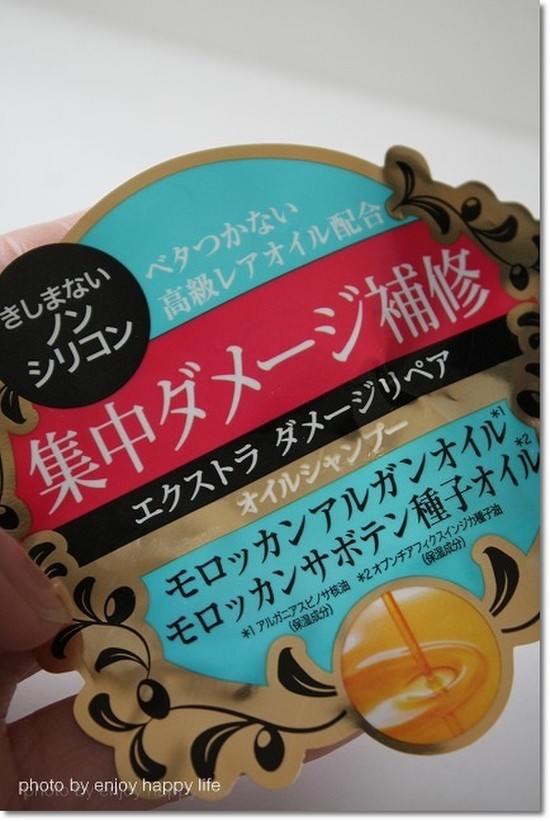 ベタつかない
高級レアオイル配合
きしまない
ノン
シリコン
集中ダメージ補修
エクストラ ダメージリペア
オイルシャンプー
モロッカンアルガンオイル*1
モロッカンサボテン種子オイル*2
*1 アルガニアスピノサ核油
(保湿成分)
*2 オプンチアフィクスインジカ種子油
(保湿成分)
photo by enjoy happy life